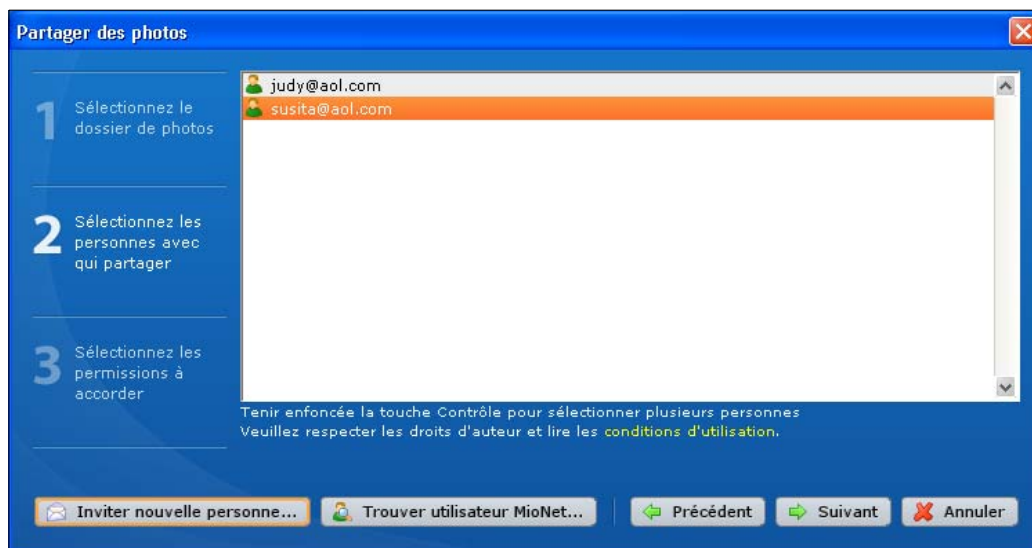 Partager des photos
1
Sélectionnez le
dossier de photos
2
Sélectionnez les
personnes avec
qui partager
3
Sélectionnez les
permissions à
accorder
judy@aol.com
susita@aol.com
Tenir enfoncée la touche Contrôle pour sélectionner plusieurs personnes
Veuillez respecter les droits d'auteur et lire les conditions d'utilisation.
Inviter nouvelle personne...
Trouver utilisateur MioNet...
Précédent
Suivant
Annuler